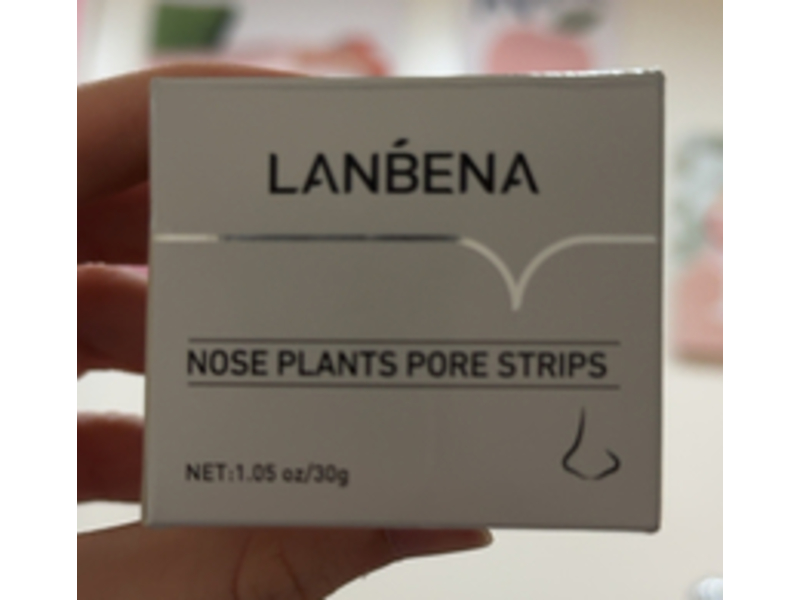 LANBENA
NOSE PLANTS PORE STRIPS
NET:1.05 oz/30g